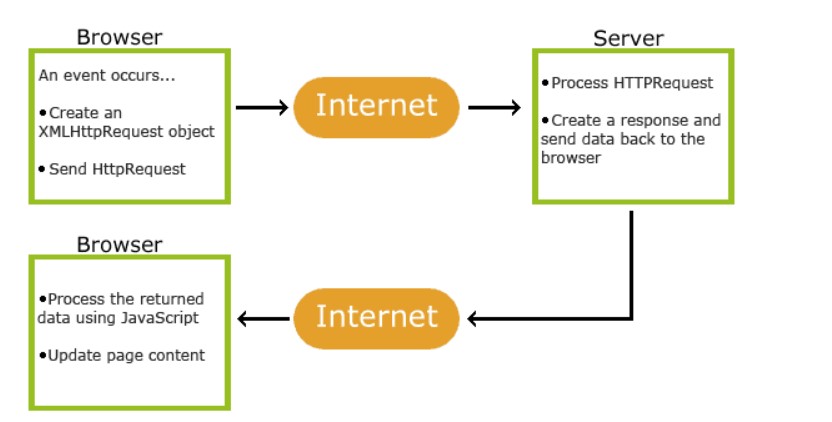 Browser
An event occurs...
•Create an
XMLHttpRequest object
• Send HttpRequest
Internet
Server
•Process HTTPRequest
•Create a response and
send data back to the
browser
Browser
•Process the returned
data using JavaScript
•Update page content
Internet